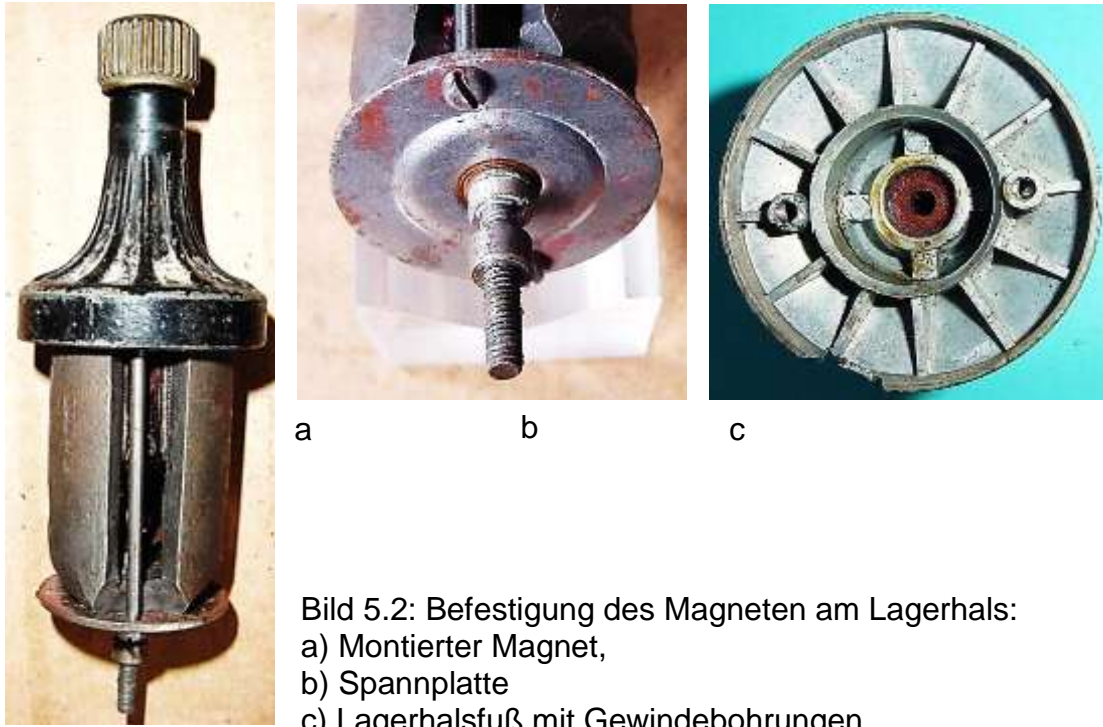 a b c
Bild 5.2: Befestigung des Magneten am Lagerhals:
a) Montierter Magnet,
b) Spannplatte
c) Lagerhalsfuß mit Gewindebohrungen